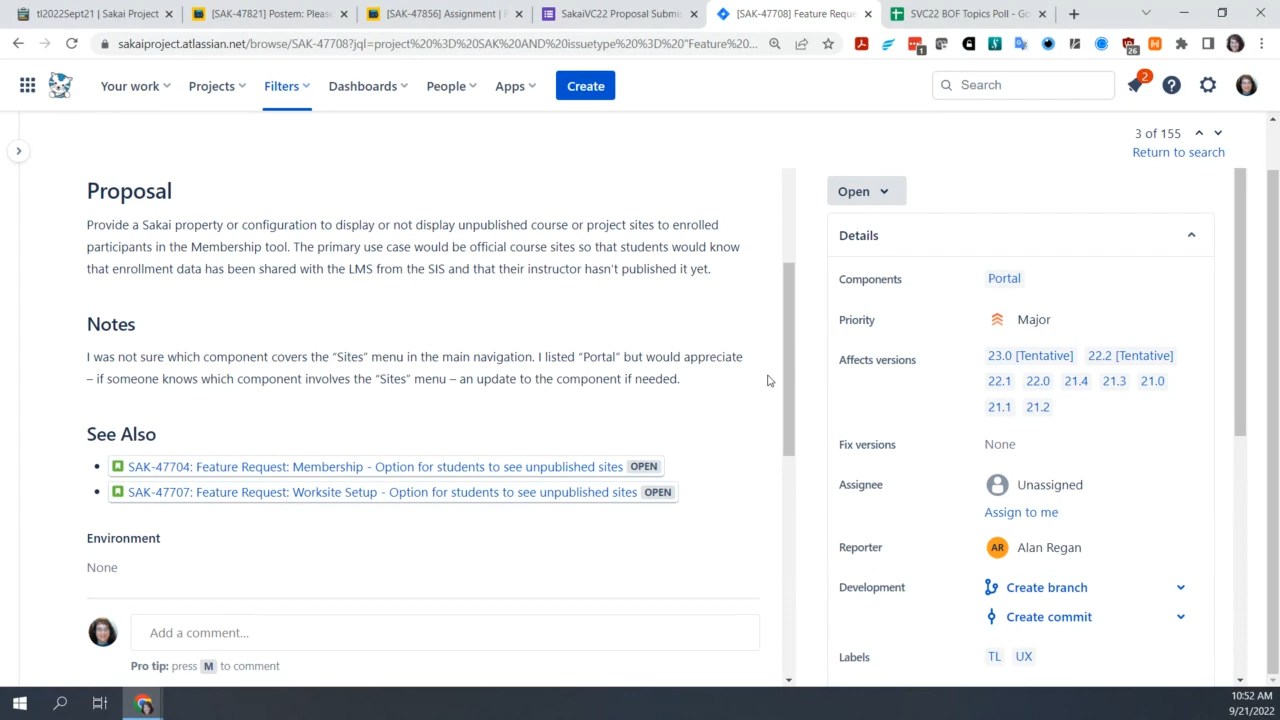 tl2022Sept21 | Sakai Project
[SAK-47821] Postem: Please
[SAK-47856] Assignment | P
SakaiVC22 Proposal Submiss
[SAK-47708] Feature Reque
SVC22 BOF Topics Poll - Go
sakaiproject.atlassian.net/browse/SAK-47708?jql=project%20%3D%20SAK%20AND%20issuetype%20%3D%20"Feature%20...
1
26
Your work
Projects
Filters
Dashboards
People
Apps
Create
Search
2
3 of 155
Return to search
Proposal
Provide a Sakai property or configuration to display or not display unpublished course or project sites to enrolled
participants in the Membership tool. The primary use case would be official course sites so that students would know
that enrollment data has been shared with the LMS from the SIS and that their instructor hasn't published it yet.
Notes
I was not sure which component covers the “Sites” menu in the main navigation. I listed “Portal” but would appreciate
– if someone knows which component involves the “Sites” menu – an update to the component if needed.
See Also
SAK-47704: Feature Request: Membership - Option for students to see unpublished sites OPEN
SAK-47707: Feature Request: Worksite Setup - Option for students to see unpublished sites OPEN
Environment
None
Add a comment...
Pro tip: press M to comment
Open
Details
Components
Portal
Priority
Major
Affects versions
23.0 [Tentative] 22.2 [Tentative]
22.1 22.0 21.4 21.3 21.0
21.1 21.2
Fix versions
None
Assignee
Unassigned
Assign to me
Reporter
AR Alan Regan
Development
Create branch
Create commit
Labels
TL UX
10:52 AM
9/21/2022